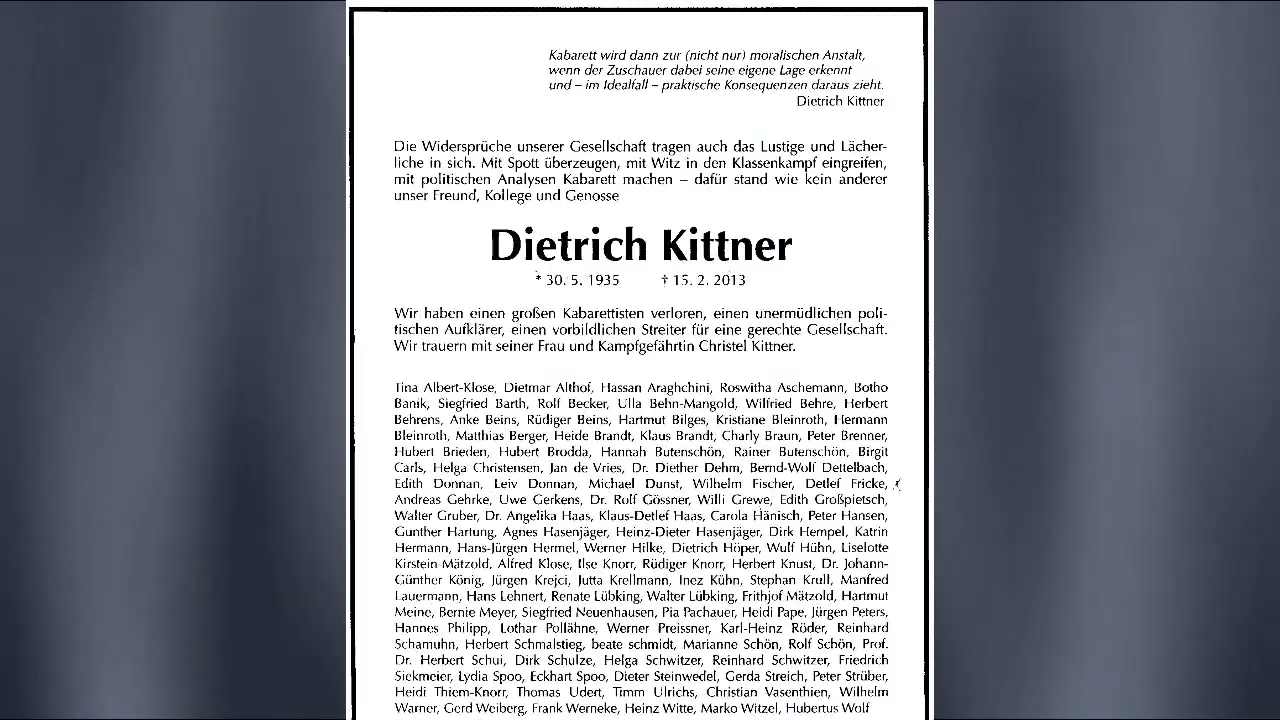 Kabarett wird dann zur (nicht nur) moralischen Anstalt,
wenn der Zuschauer dabei seine eigene Lage erkennt
und – im Idealfall – praktische Konsequenzen daraus zieht.
Dietrich Kittner
Die Widersprüche unserer Gesellschaft tragen auch das Lustige und Lächer-
liche in sich. Mit Spott überzeugen, mit Witz in den Klassenkampf eingreifen,
mit politischen Analysen Kabarett machen – dafür stand wie kein anderer
unser Freund, Kollege und Genosse
Dietrich Kittner
* 30. 5. 1935 † 15. 2. 2013
Wir haben einen großen Kabarettisten verloren, einen unermüdlichen poli-
tischen Aufklärer, einen vorbildlichen Streiter für eine gerechte Gesellschaft.
Wir trauern mit seiner Frau und Kampfgefährtin Christel Kittner.
Tina Albert-Klose, Dietmar Althof, Hassan Araghchini, Roswitha Aschemann, Botho
Banik, Siegfried Barth, Rolf Becker, Ulla Behn-Mangold, Wilfried Behre, Herbert
Behrens, Anke Beins, Rüdiger Beins, Hartmut Bilges, Kristiane Bleinroth, Hermann
Bleinroth, Matthias Berger, Heide Brandt, Klaus Brandt, Charly Braun, Peter Brenner,
Hubert Brieden, Hubert Brodda, Hannah Butenschön, Rainer Butenschön, Birgit
Carls, Helga Christensen, Jan de Vries, Dr. Diether Dehm, Bernd-Wolf Dettelbach,
Edith Donnan, Leiv Donnan, Michael Dunst, Wilhelm Fischer, Detlef Fricke,
Andreas Gehrke, Uwe Gerkens, Dr. Rolf Gössner, Willi Grewe, Edith Großpietsch,
Walter Gruber, Dr. Angelika Haas, Klaus-Detlef Haas, Carola Hänisch, Peter Hansen,
Gunther Hartung, Agnes Hasenjäger, Heinz-Dieter Hasenjäger, Dirk Hempel, Katrin
Hermann, Hans-Jürgen Hermel, Werner Hilke, Dietrich Höper, Wulf Hühn, Liselotte
Kirstein-Mätzold, Alfred Klose, Ilse Knorr, Rüdiger Knorr, Herbert Knust, Dr. Johann-
Günther König, Jürgen Krejci, Jutta Krellmann, Inez Kühn, Stephan Krull, Manfred
Lauermann, Hans Lehnert, Renate Lübking, Walter Lübking, Frithjof Mätzold, Hartmut
Meine, Bernie Meyer, Siegfried Neuenhausen, Pia Pachauer, Heidi Pape, Jürgen Peters,
Hannes Philipp, Lothar Pollähne, Werner Preissner, Karl-Heinz Röder, Reinhard
Schamuhn, Herbert Schmalstieg, beate schmidt, Marianne Schön, Rolf Schön, Prof.
Dr. Herbert Schui, Dirk Schulze, Helga Schwitzer, Reinhard Schwitzer, Friedrich
Siekmeier, Lydia Spoo, Eckhart Spoo, Dieter Steinwedel, Gerda Streich, Peter Strüber,
Heidi Thiem-Knorr, Thomas Udert, Timm Ulrichs, Christian Vasenthien, Wilhelm
Warner, Gerd Weiberg, Frank Werneke, Heinz Witte, Marko Witzel, Hubertus Wolf